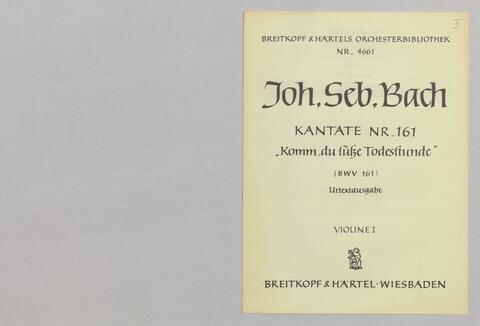 BREITKOPF & HÄRTELS ORCHESTERBIBLIOTHEK
NR. 4661
Joh. Seb. Bach
KANTATE NR. 161
„Komm, du süße Todesstunde"
(BWV 161)
Urtextausgabe
VIOLINE I
BREITKOPF & HÄRTEL · WIESBADEN